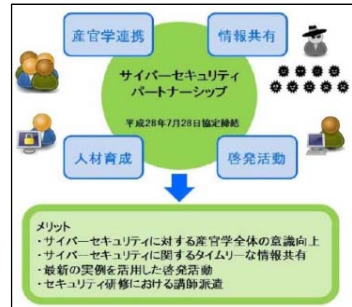 産官学連携
情報共有
サイバーセキュリティ
パートナーシップ
平成28年7月28日協定締結
人材育成
啓発活動
メリット
・サイバーセキュリティに対する産官学全体の意識向上
・サイバーセキュリティに関するタイムリーな情報共有
・最新の実例を活用した啓発活動
・セキュリティ研修における講師派遣